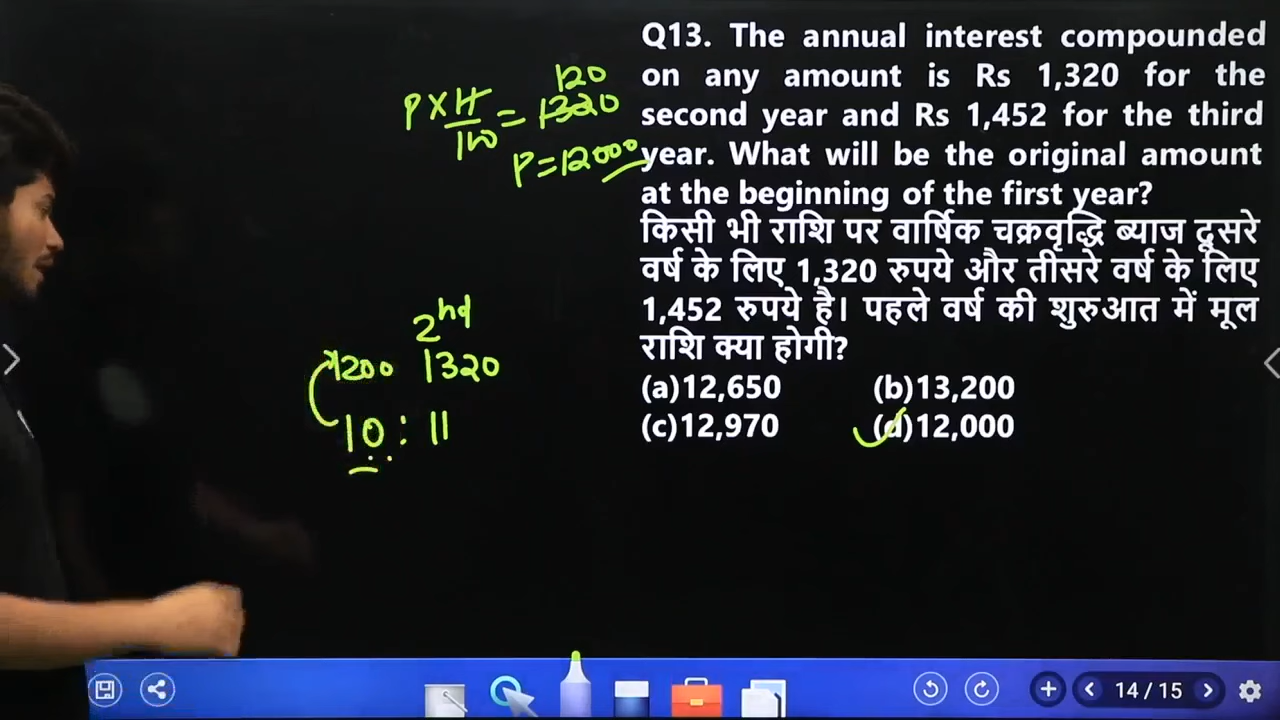 Q13. The annual interest compounded
on any amount is Rs 1,320 for the
second year and Rs 1,452 for the third
year. What will be the original amount
at the beginning of the first year?
किसी भी राशि पर वार्षिक चक्रवृद्धि ब्याज दूसरे
वर्ष के लिए 1,320 रुपये और तीसरे वर्ष के लिए
1,452 रुपये है। पहले वर्ष की शुरुआत में मूल
राशि क्या होगी?
(a)12,650 (b)13,200
(c)12,970 (d)12,000
120
P × 11/100 = 1320
P = 12000
2nd
1200 1320
10 : 11
14 / 15